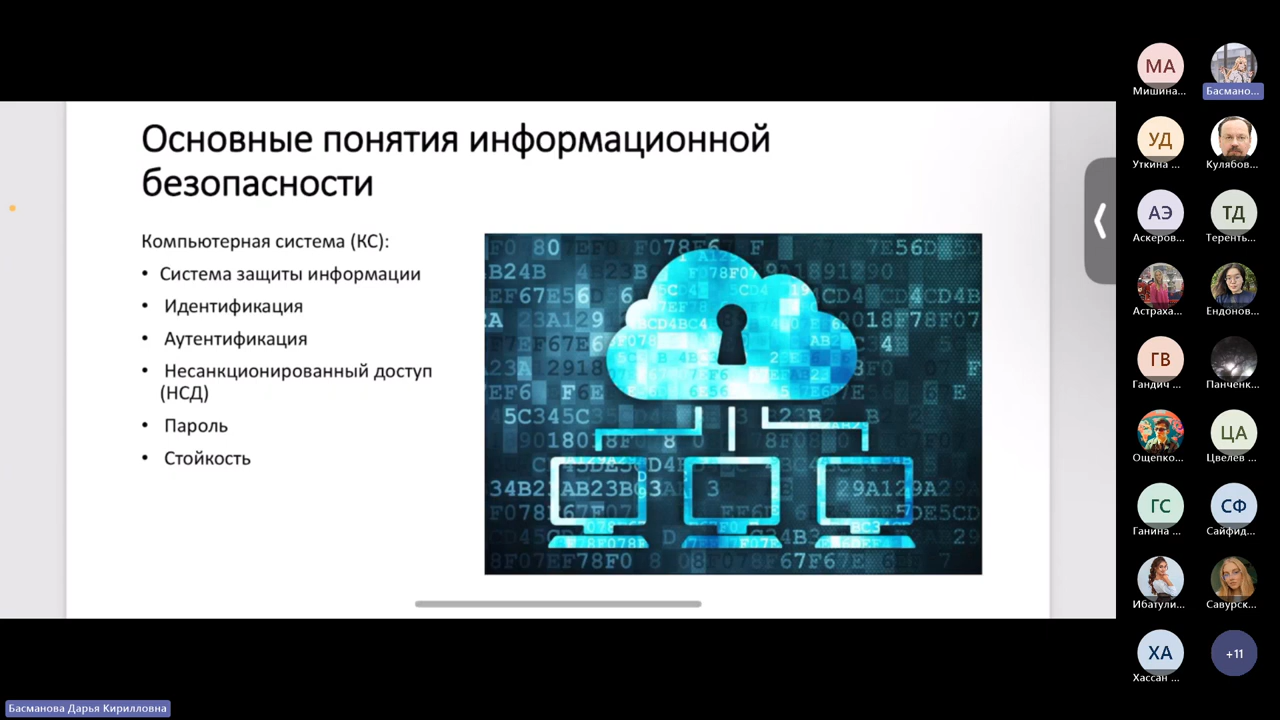 Основные понятия информационной
безопасности
Компьютерная система (КС):
• Система защиты информации
• Идентификация
• Аутентификация
• Несанкционированный доступ
(НСД)
• Пароль
• Стойкость
МА
Мишина...
Басмано...
УД
Уткина ...
Кулябов...
АЭ
Аскеров...
ТД
Теренть...
Астраха...
Ендонов...
ГВ
Гандич ...
Панченк...
Ощепко...
ЦА
Цвелев ...
ГС
Ганина ...
СФ
Сайфид...
Ибатули...
Савурск...
ХА
Хассан ...
+11
Басманова Дарья Кирилловна